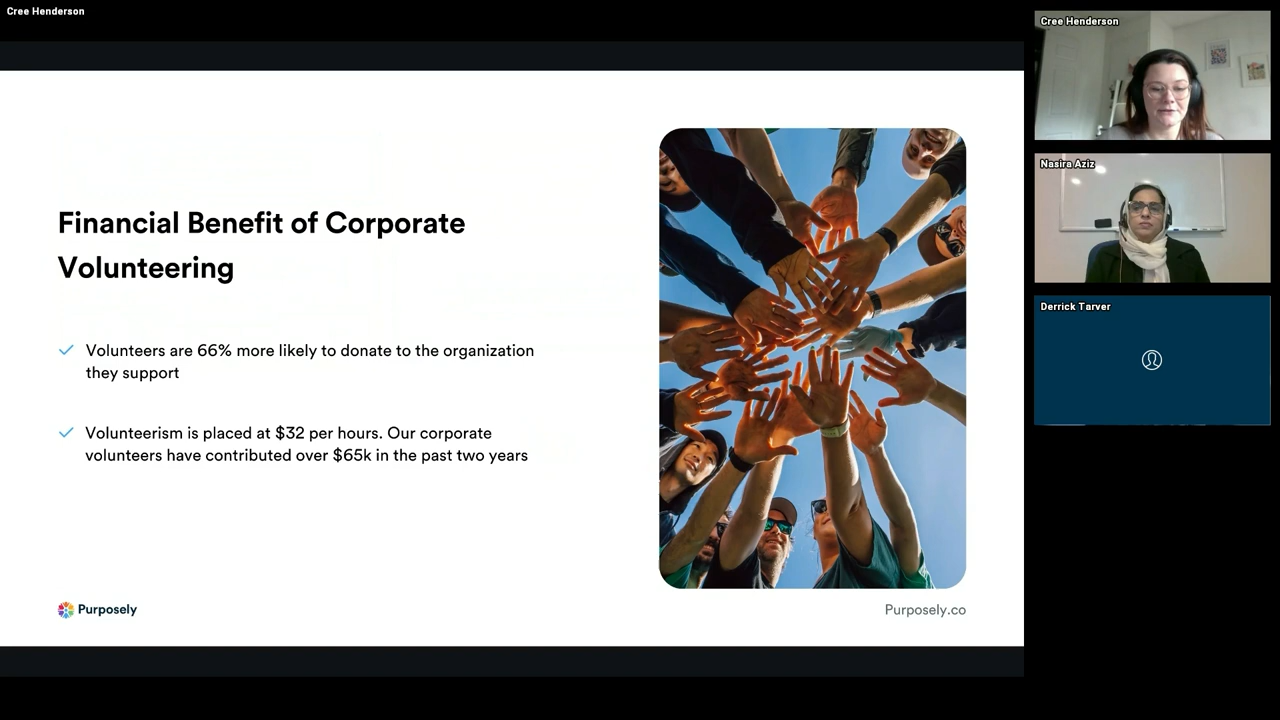 Cree Henderson
Financial Benefit of Corporate
Volunteering
Volunteers are 66% more likely to donate to the organization
they support
Volunteerism is placed at $32 per hours. Our corporate
volunteers have contributed over $65k in the past two years
Purposely
Purposely.co
Cree Henderson
Nasira Aziz
Derrick Tarver